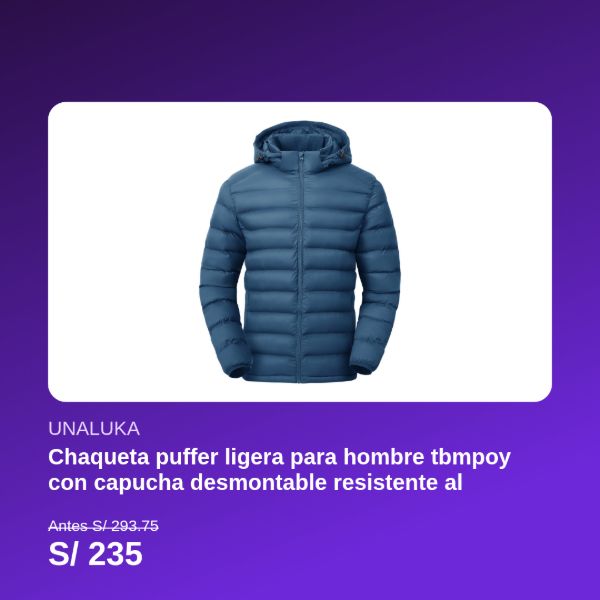 UNALUKA
Chaqueta puffer ligera para hombre tbmpoy
con capucha desmontable resistente al
Antes S/ 293.75
S/ 235